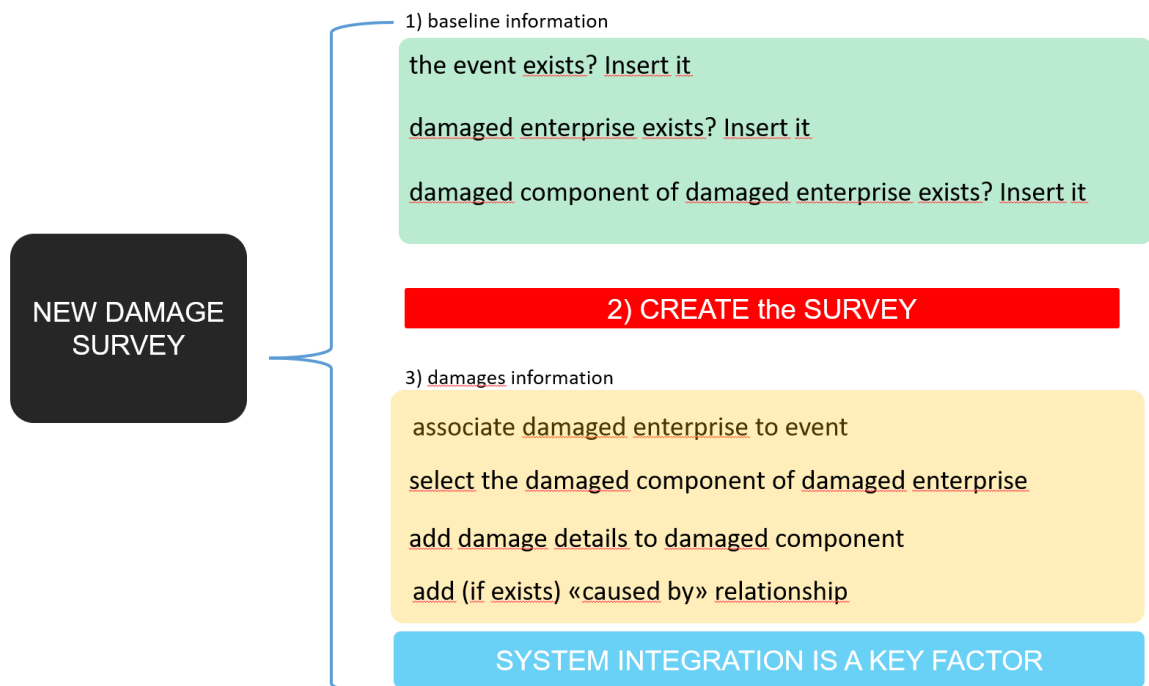 1) baseline information
the event exists? Insert it
damaged enterprise exists? Insert it
damaged component of damaged enterprise exists? Insert it
NEW DAMAGE
SURVEY
2) CREATE the SURVEY
3) damages information
associate damaged enterprise to event
select the damaged component of damaged enterprise
add damage details to damaged component
add (if exists) «caused by» relationship
SYSTEM INTEGRATION IS A KEY FACTOR